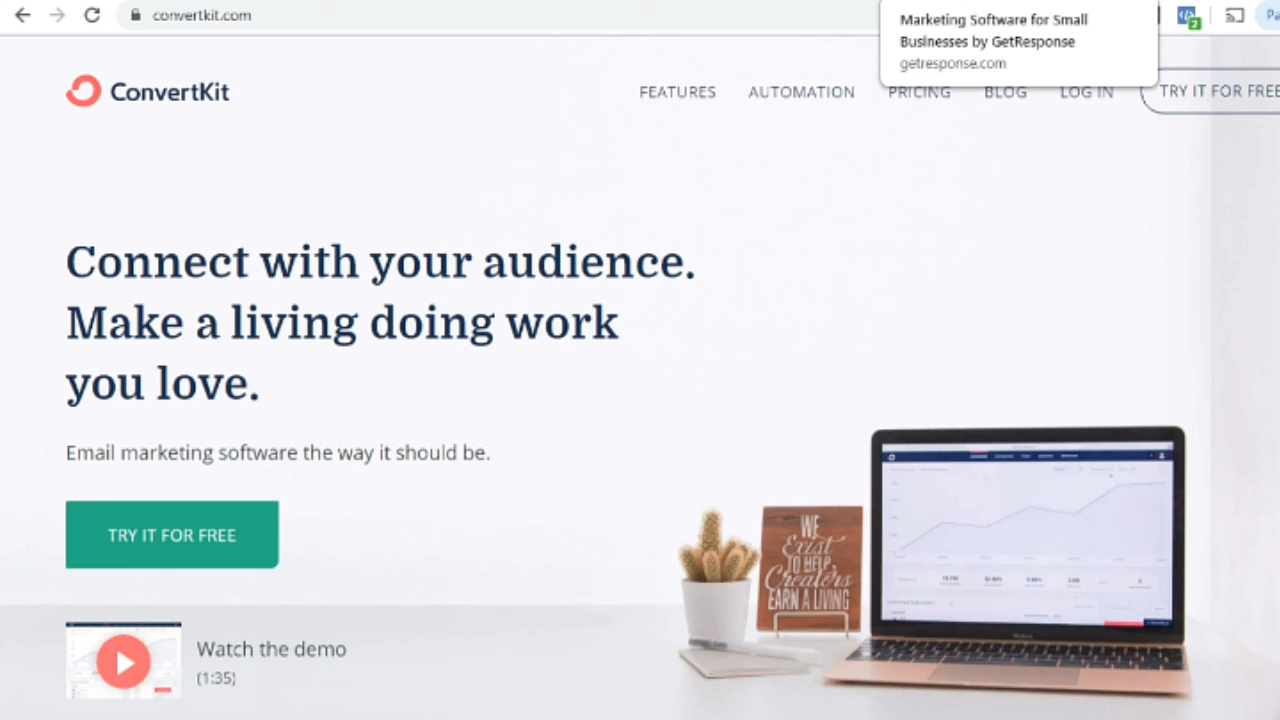 convertkit.com
Marketing Software for Small
Businesses by GetResponse
getresponse.com
2
Pa
ConvertKit
FEATURES
AUTOMATION
PRICING
BLOG
LOG IN
TRY IT FOR FREE
Connect with your audience.
Make a living doing work
you love.
Email marketing software the way it should be.
TRY IT FOR FREE
WE
Exist
TO HELP
Creators
EARN A LIVING
Watch the demo
(1:35)